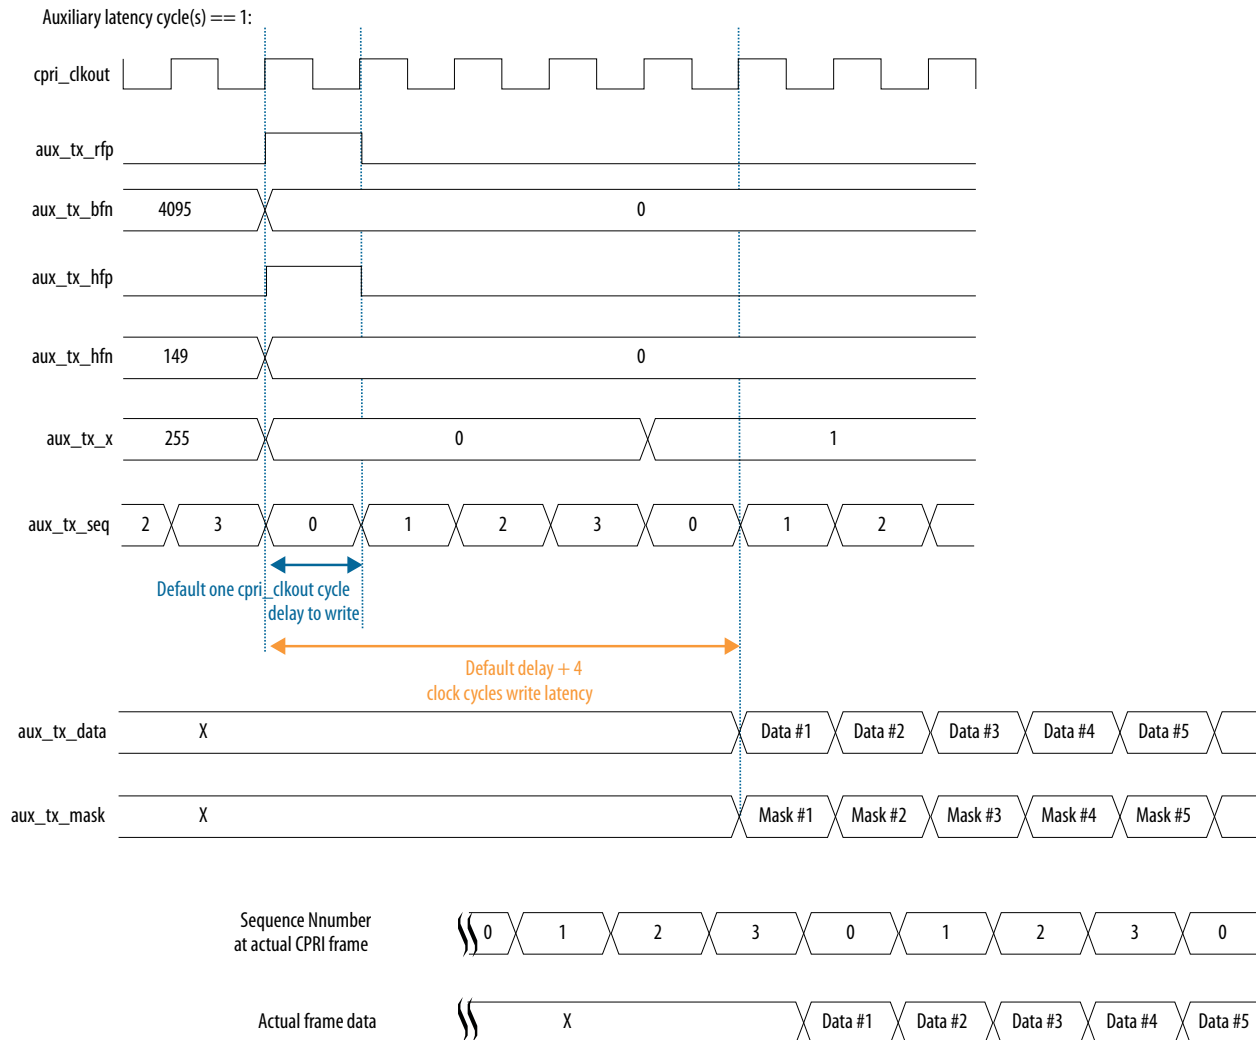 Auxiliary latency cycle(s) == 1:
cpri_clkout
aux_tx_rfp
aux_tx_bfn 4095 0
aux_tx_hfp
aux_tx_hfn 149 0
aux_tx_x 255 0 1
aux_tx_seq 2 3 0 1 2 3 0 1 2
Default one cpri_clkout cycle
delay to write
Default delay + 4
clock cycles write latency
aux_tx_data X Data #1 Data #2 Data #3 Data #4 Data #5
aux_tx_mask X Mask #1 Mask #2 Mask #3 Mask #4 Mask #5
Sequence Nnumber
at actual CPRI frame
0 1 2 3 0 1 2 3 0
Actual frame data X Data #1 Data #2 Data #3 Data #4 Data #5